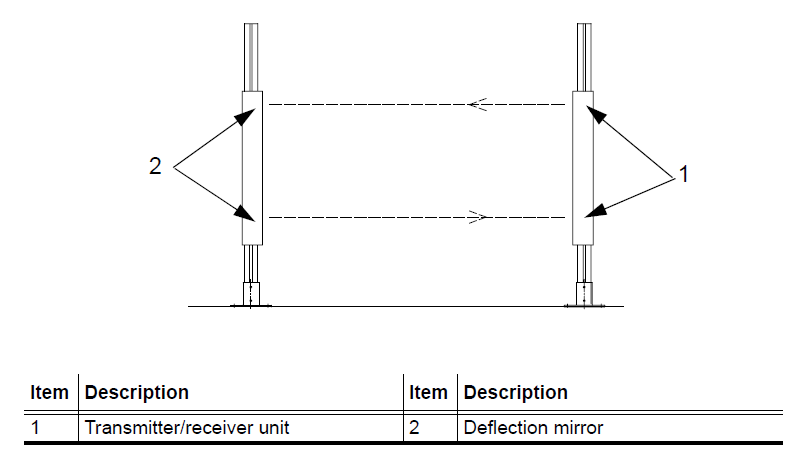 2
1
Item Description Item Description
1 Transmitter/receiver unit 2 Deflection mirror